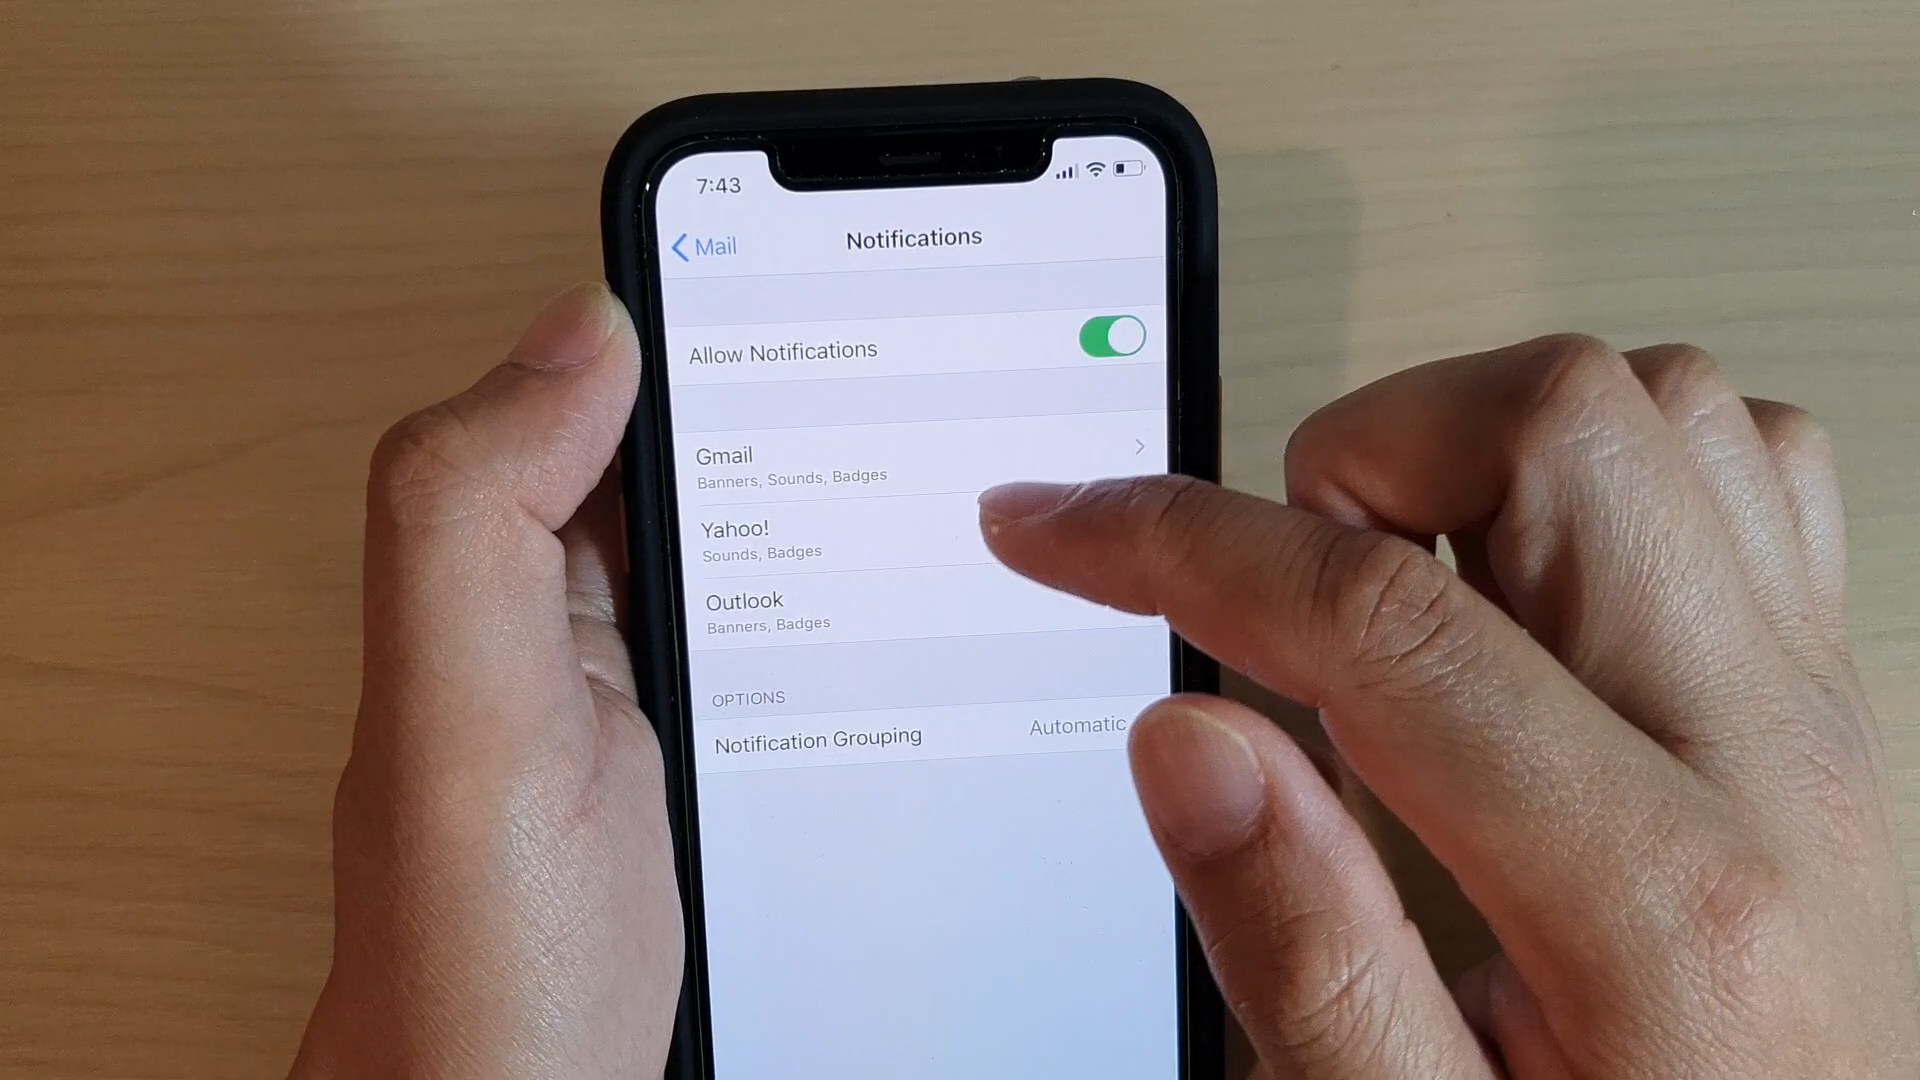 7:43
Mail
Notifications
Allow Notifications
Gmail
Banners, Sounds, Badges
Yahoo!
Sounds, Badges
Outlook
Banners, Badges
OPTIONS
Notification Grouping Automatic